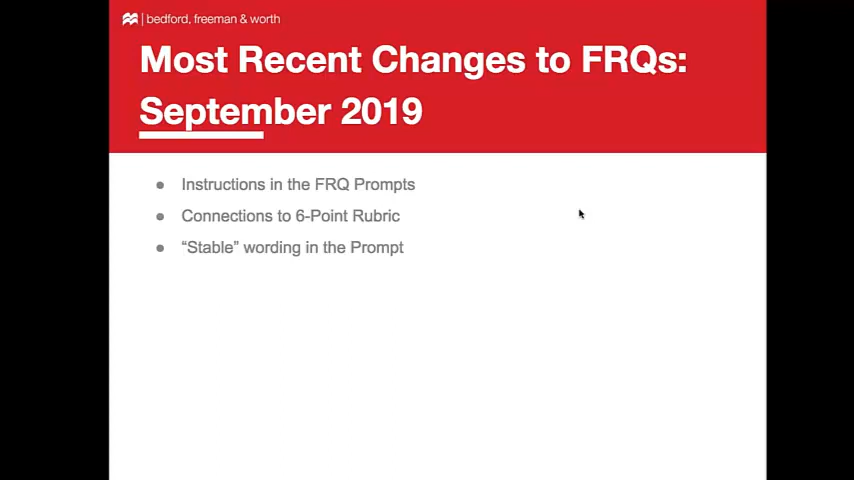 bedford, freeman & worth
Most Recent Changes to FRQs:
September 2019
● Instructions in the FRQ Prompts
● Connections to 6-Point Rubric
● “Stable” wording in the Prompt